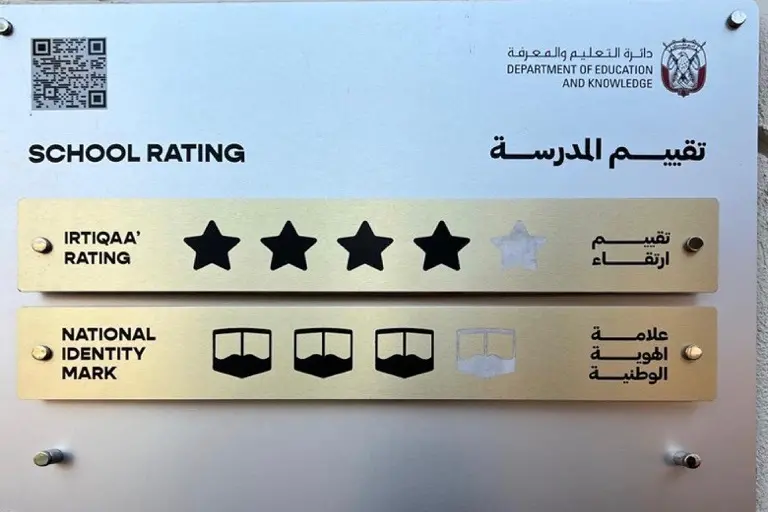 دائرة التعليم والمعرفة
DEPARTMENT OF EDUCATION
AND KNOWLEDGE
SCHOOL RATING
تقييم المدرسة
IRTIQAA'
RATING
تقييم
ارتقاء
NATIONAL
IDENTITY
MARK
علامة
الهوية
الوطنية